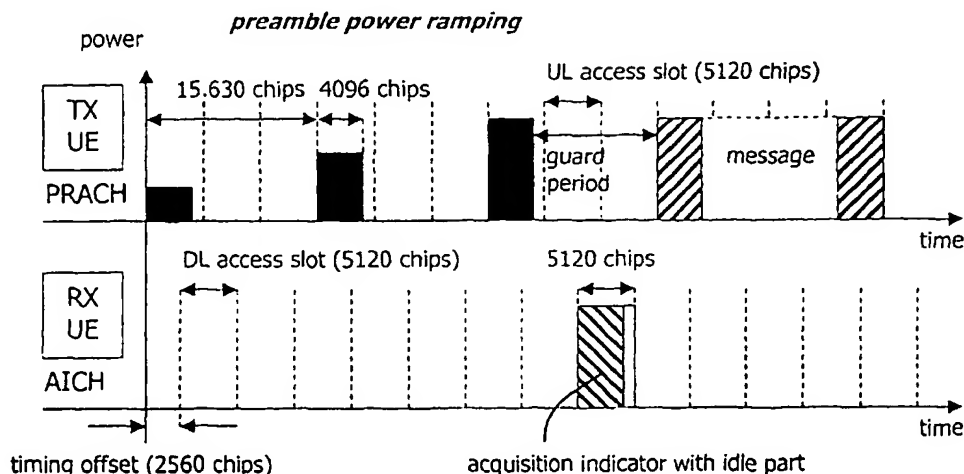 preamble power ramping
power
UL access slot (5120 chips)
15.630 chips 4096 chips
TX
UE
guard
period
message
PRACH
time
DL access slot (5120 chips)
5120 chips
RX
UE
AICH
time
timing offset (2560 chips)
acquisition indicator with idle part